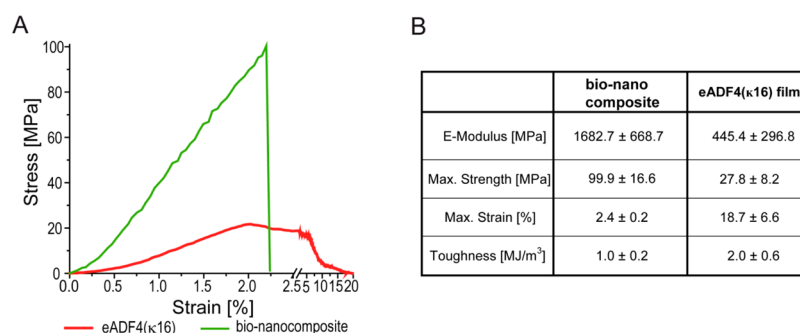 A
Stress [MPa]
100
80
60
40
20
0
0.0 0.5 1.0 1.5 2.0 2.5 5 10 15 20
Strain [%]
eADF4(κ16) bio-nanocomposite
B
bio-nano
composite
eADF4(κ16) film
E-Modulus [MPa] 1682.7 ± 668.7 445.4 ± 296.8
Max. Strength [MPa] 99.9 ± 16.6 27.8 ± 8.2
Max. Strain [%] 2.4 ± 0.2 18.7 ± 6.6
Toughness [MJ/m³] 1.0 ± 0.2 2.0 ± 0.6